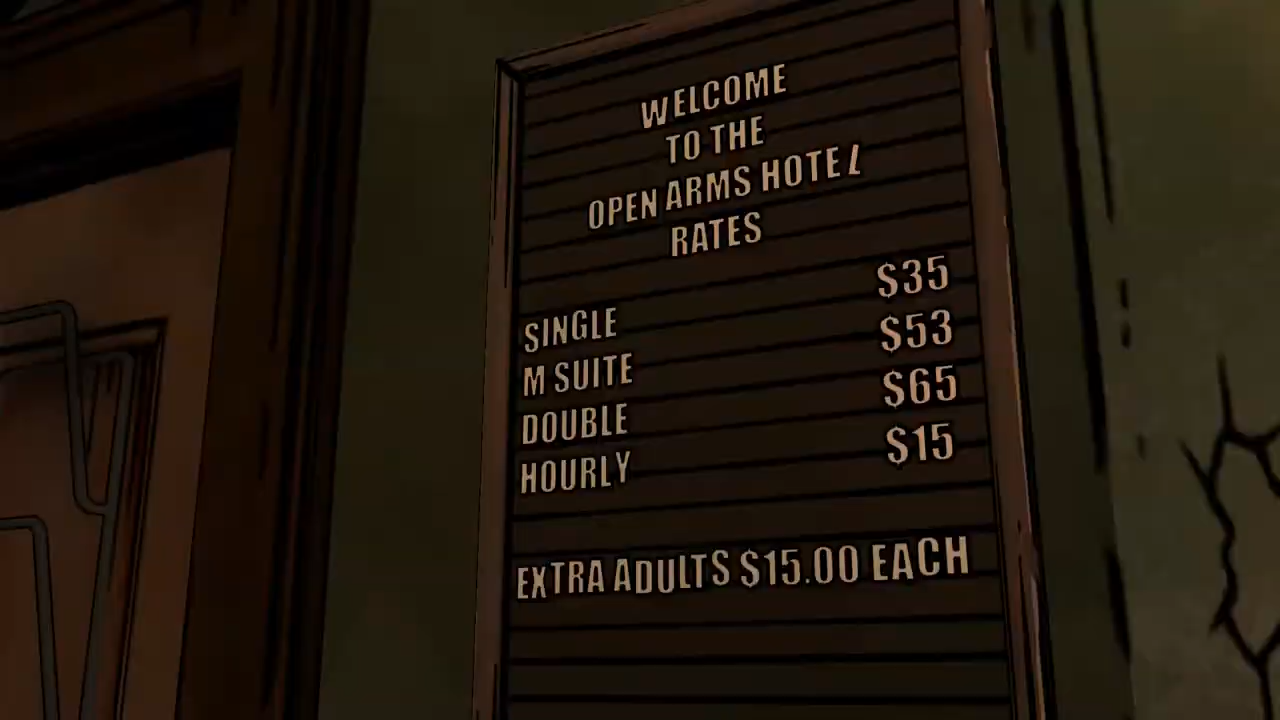 WELCOME
TO THE
OPEN ARMS HOTEL
RATES
SINGLE $35
M SUITE $53
DOUBLE $65
HOURLY $15
EXTRA ADULTS $15.00 EACH